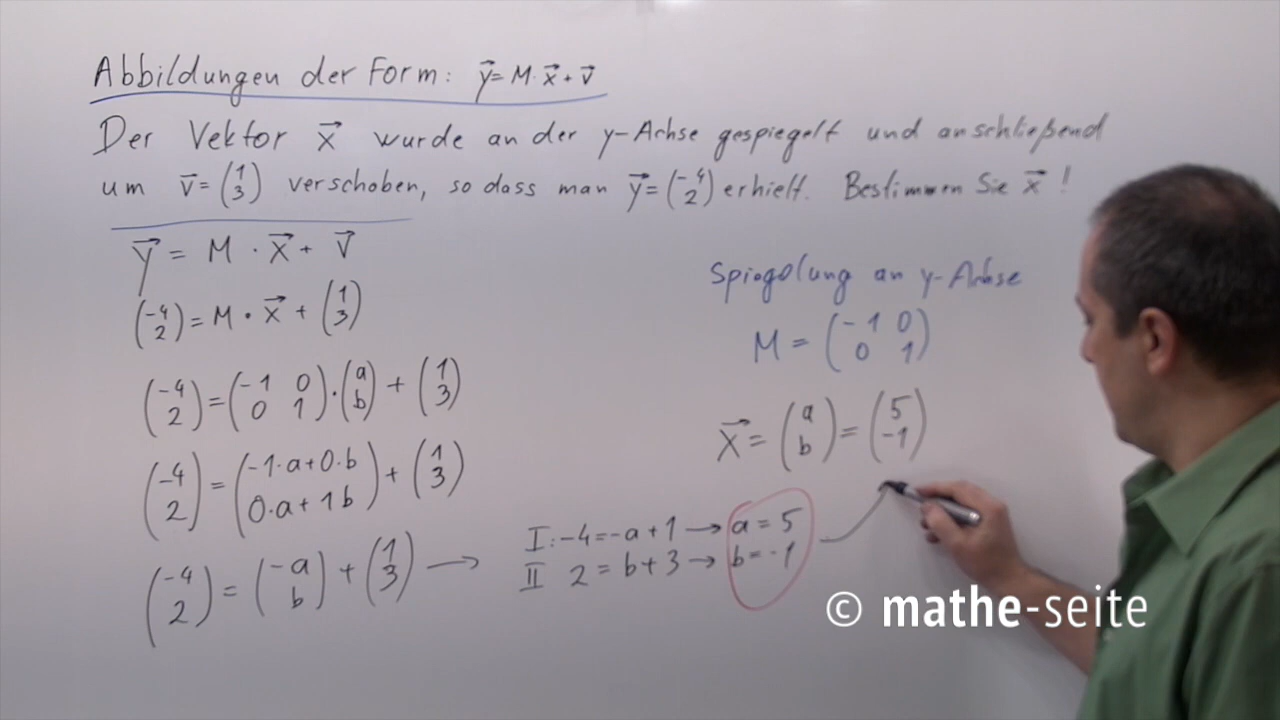 Abbildungen der Form: y⃗= M·x⃗+v⃗
Der Vektor x⃗ wurde an der y-Achse gespiegelt und anschließend
um v⃗=(1 3) verschoben, so dass man y⃗=(-4 2) erhielt. Bestimmen Sie x⃗ !
y⃗ = M · x⃗ + v⃗
(-4 2) = M · x⃗ + (1 3)
(-4 2) = (-1 0 0 1)·(a b) + (1 3)
(-4 2) = (-1·a+0·b 0·a+1b) + (1 3)
(-4 2) = (-a b) + (1 3) →
I: -4=-a+1 → a=5
II 2=b+3 → b=-1
Spiegelung an y-Achse
M = (-1 0 0 1)
x⃗ = (a b) = (5 -1)
© mathe-seite